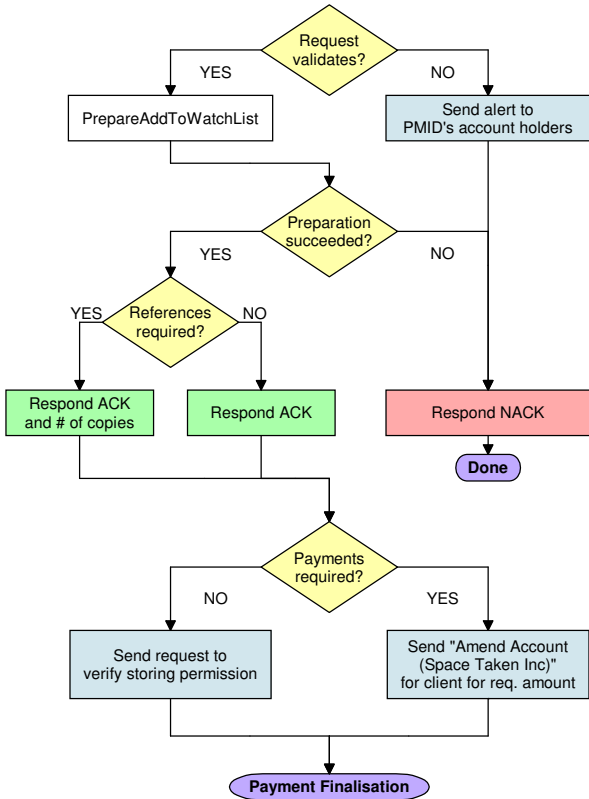 Request
validates?
YES
NO
PrepareAddToWatchList
Send alert to
PMID's account holders
Preparation
succeeded?
YES
NO
References
required?
YES
NO
Respond ACK
and # of copies
Respond ACK
Respond NACK
Done
Payments
required?
NO
YES
Send request to
verify storing permission
Send "Amend Account
(Space Taken Inc)"
for client for req. amount
Payment Finalisation